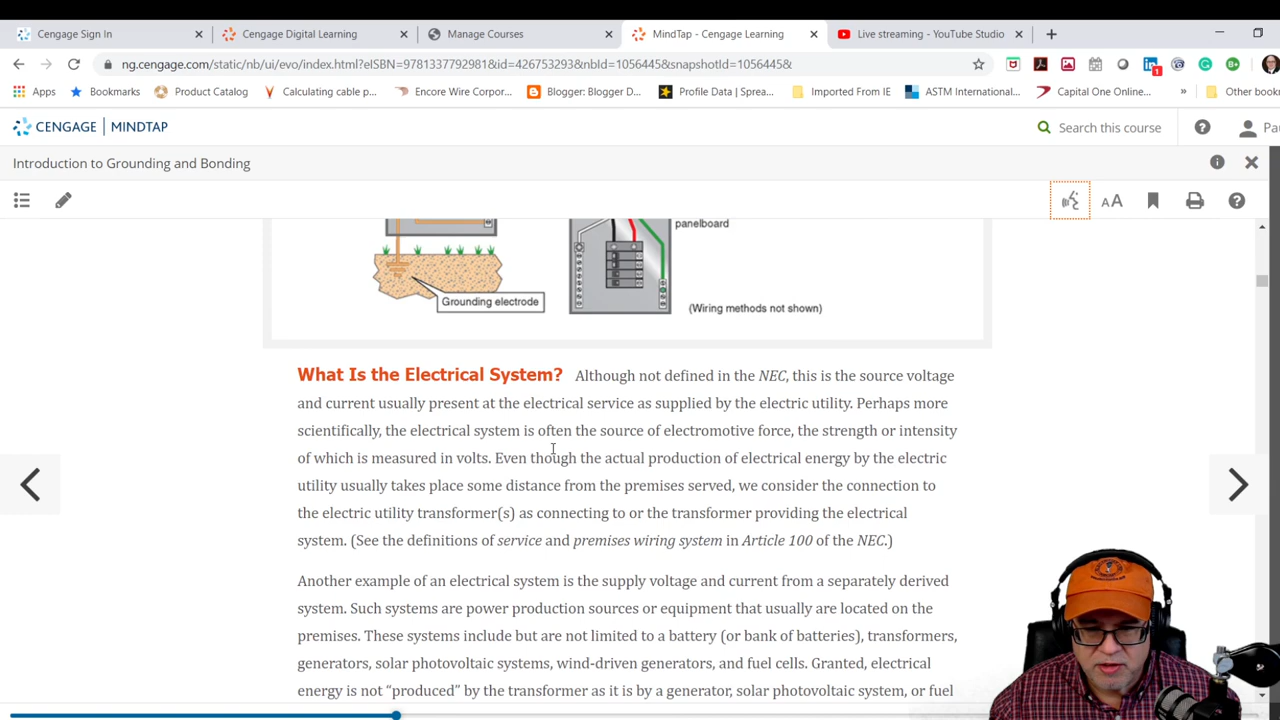 Cengage Sign In
Cengage Digital Learning
Manage Courses
MindTap - Cengage Learning
Live streaming - YouTube Studio
ng.cengage.com/static/nb/ui/evo/index.html?eISBN=9781337792981&id=426753293&nbId=1056445&snapshotId=1056445&
1
Apps
Bookmarks
Product Catalog
Calculating cable p...
Encore Wire Corpor...
Blogger: Blogger D...
Profile Data (Sprea...
Imported From IE
ASTM International...
Capital One Online...
»
Other bookm
CENGAGE | MINDTAP
Search this course
Pau
Introduction to Grounding and Bonding
AA
panelboard
Grounding electrode
(Wiring methods not shown)
What Is the Electrical System? Although not defined in the NEC, this is the source voltage
and current usually present at the electrical service as supplied by the electric utility. Perhaps more
scientifically, the electrical system is often the source of electromotive force, the strength or intensity
of which is measured in volts. Even though the actual production of electrical energy by the electric
utility usually takes place some distance from the premises served, we consider the connection to
the electric utility transformer(s) as connecting to or the transformer providing the electrical
system. (See the definitions of service and premises wiring system in Article 100 of the NEC.)
Another example of an electrical system is the supply voltage and current from a separately derived
system. Such systems are power production sources or equipment that usually are located on the
premises. These systems include but are not limited to a battery (or bank of batteries), transformers,
generators, solar photovoltaic systems, wind-driven generators, and fuel cells. Granted, electrical
energy is not “produced” by the transformer as it is by a generator, solar photovoltaic system, or fuel